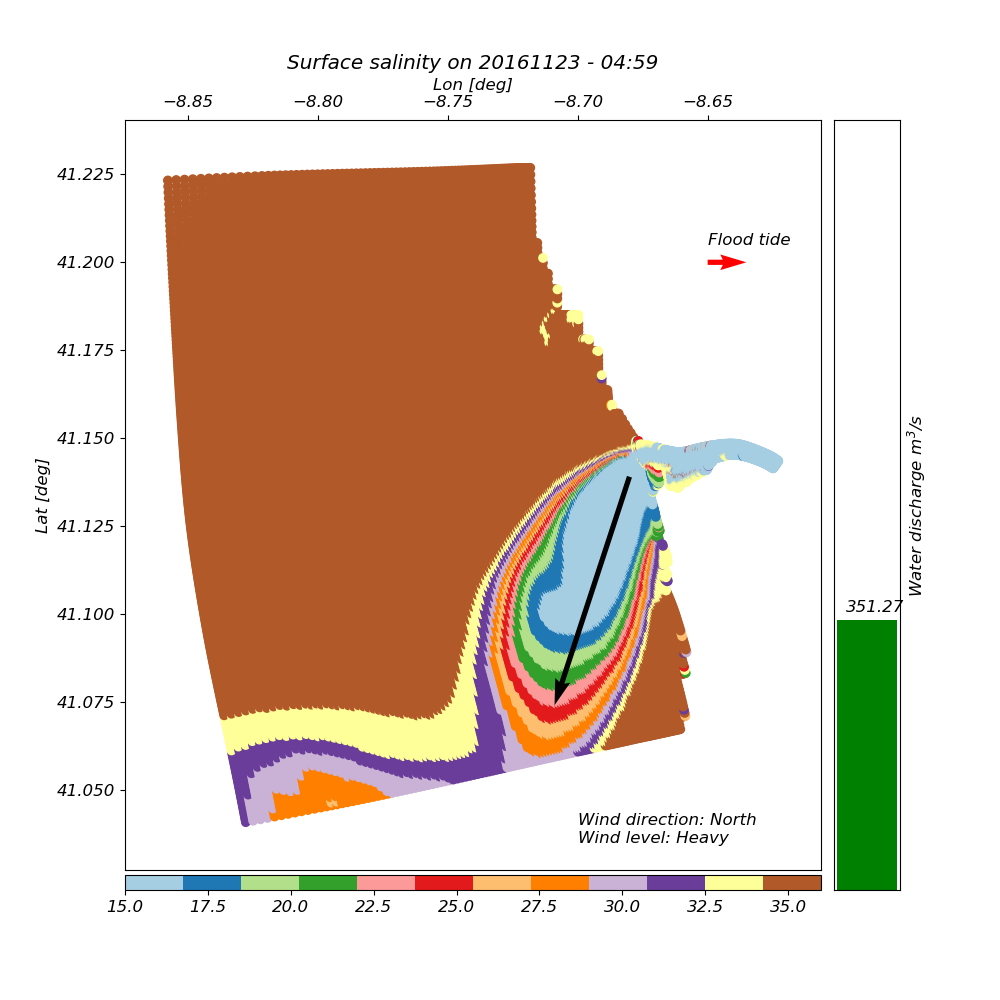 Surface salinity on 20161123 - 04:59
Lon [deg]
−8.85 −8.80 −8.75 −8.70 −8.65
41.225
41.200
41.175
41.150
41.125
41.100
41.075
41.050
Lat [deg]
Flood tide
Water discharge m³/s
351.27
Wind direction: North
Wind level: Heavy
15.0 17.5 20.0 22.5 25.0 27.5 30.0 32.5 35.0